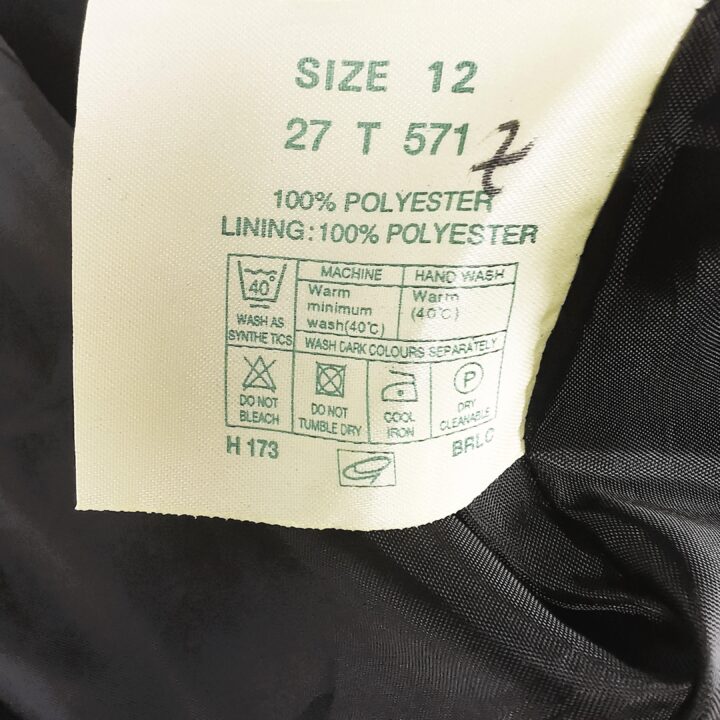 SIZE 12
27 T 571
100% POLYESTER
LINING: 100% POLYESTER
40°
WASH AS
SYNTHETICS
MACHINE
Warm
minimum
wash(40°C)
HAND WASH
Warm
(40°C)
WASH DARK COLOURS SEPARATELY
DO NOT
BLEACH
DO NOT
TUMBLE DRY
COOL
IRON
P
DRY
CLEANABLE
H 173
BRLC